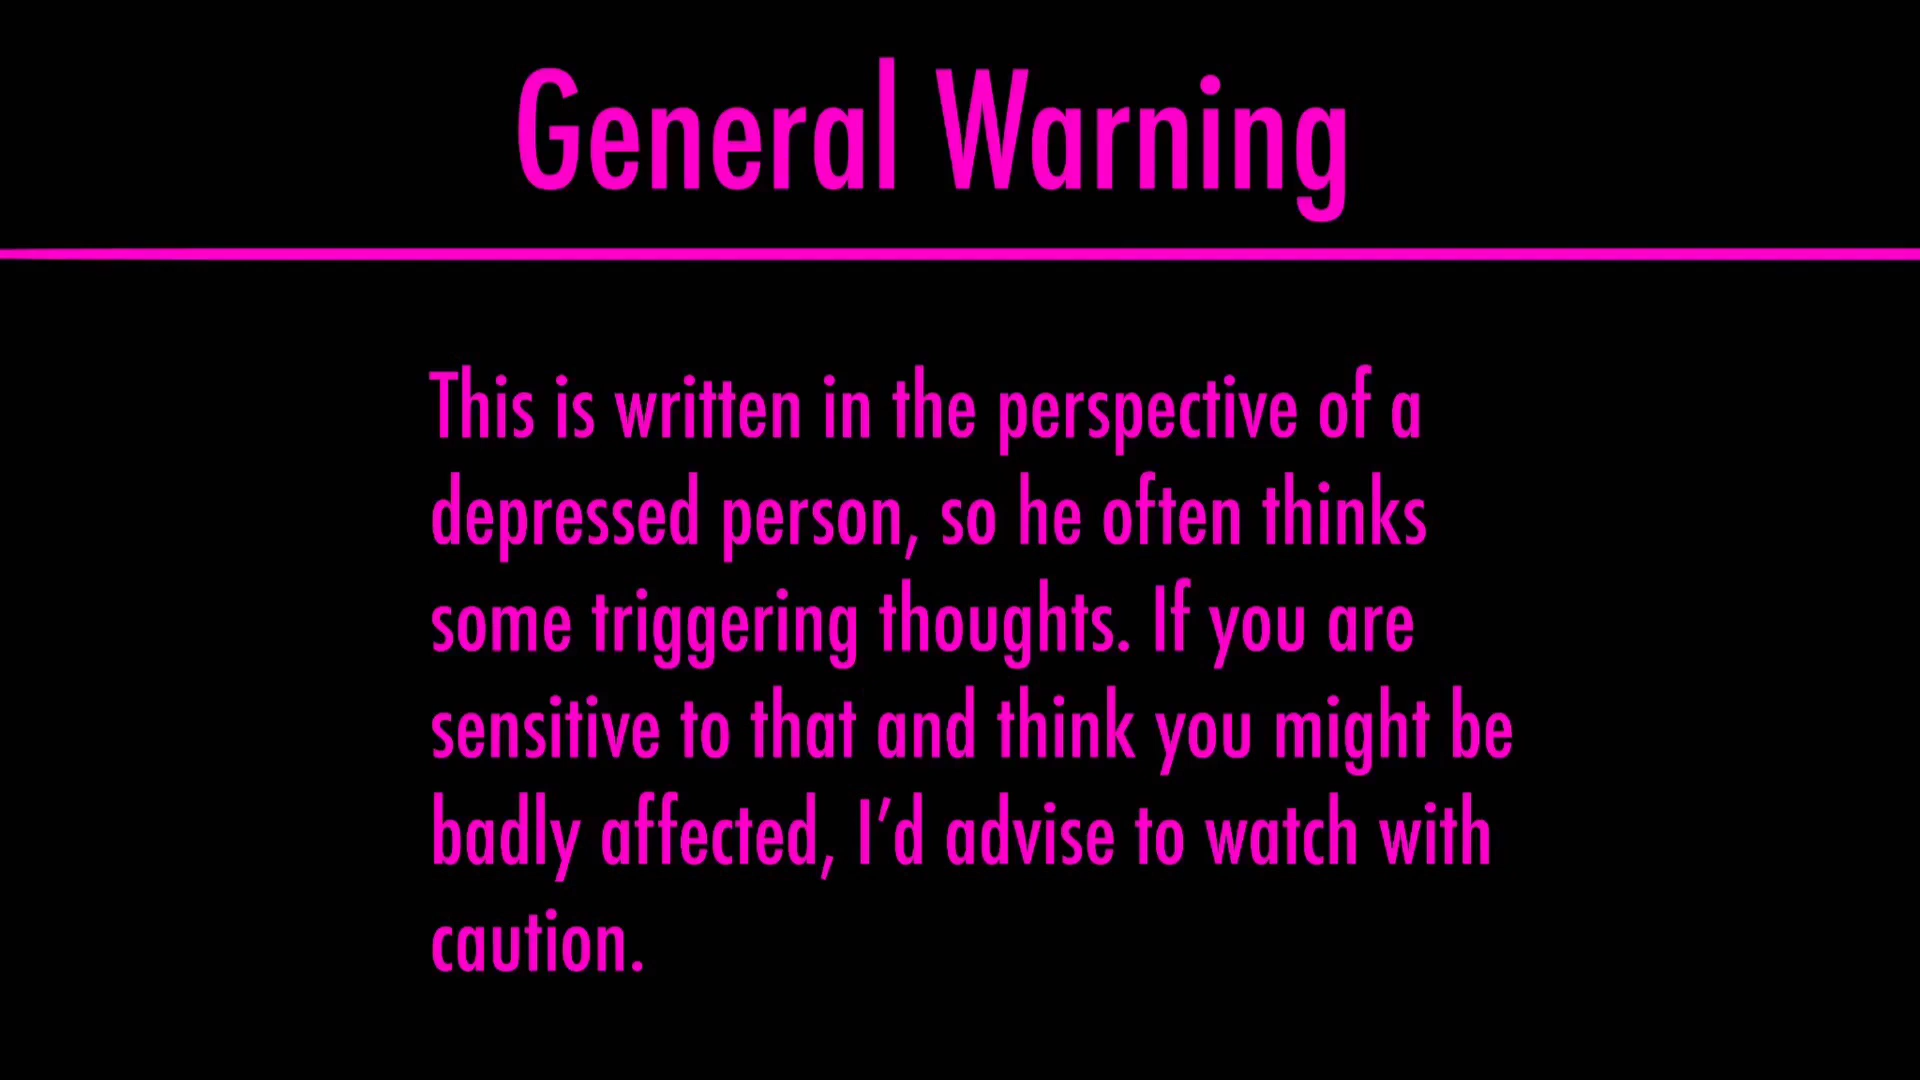 General Warning
This is written in the perspective of a
depressed person, so he often thinks
some triggering thoughts. If you are
sensitive to that and think you might be
badly affected, I’d advise to watch with
caution.